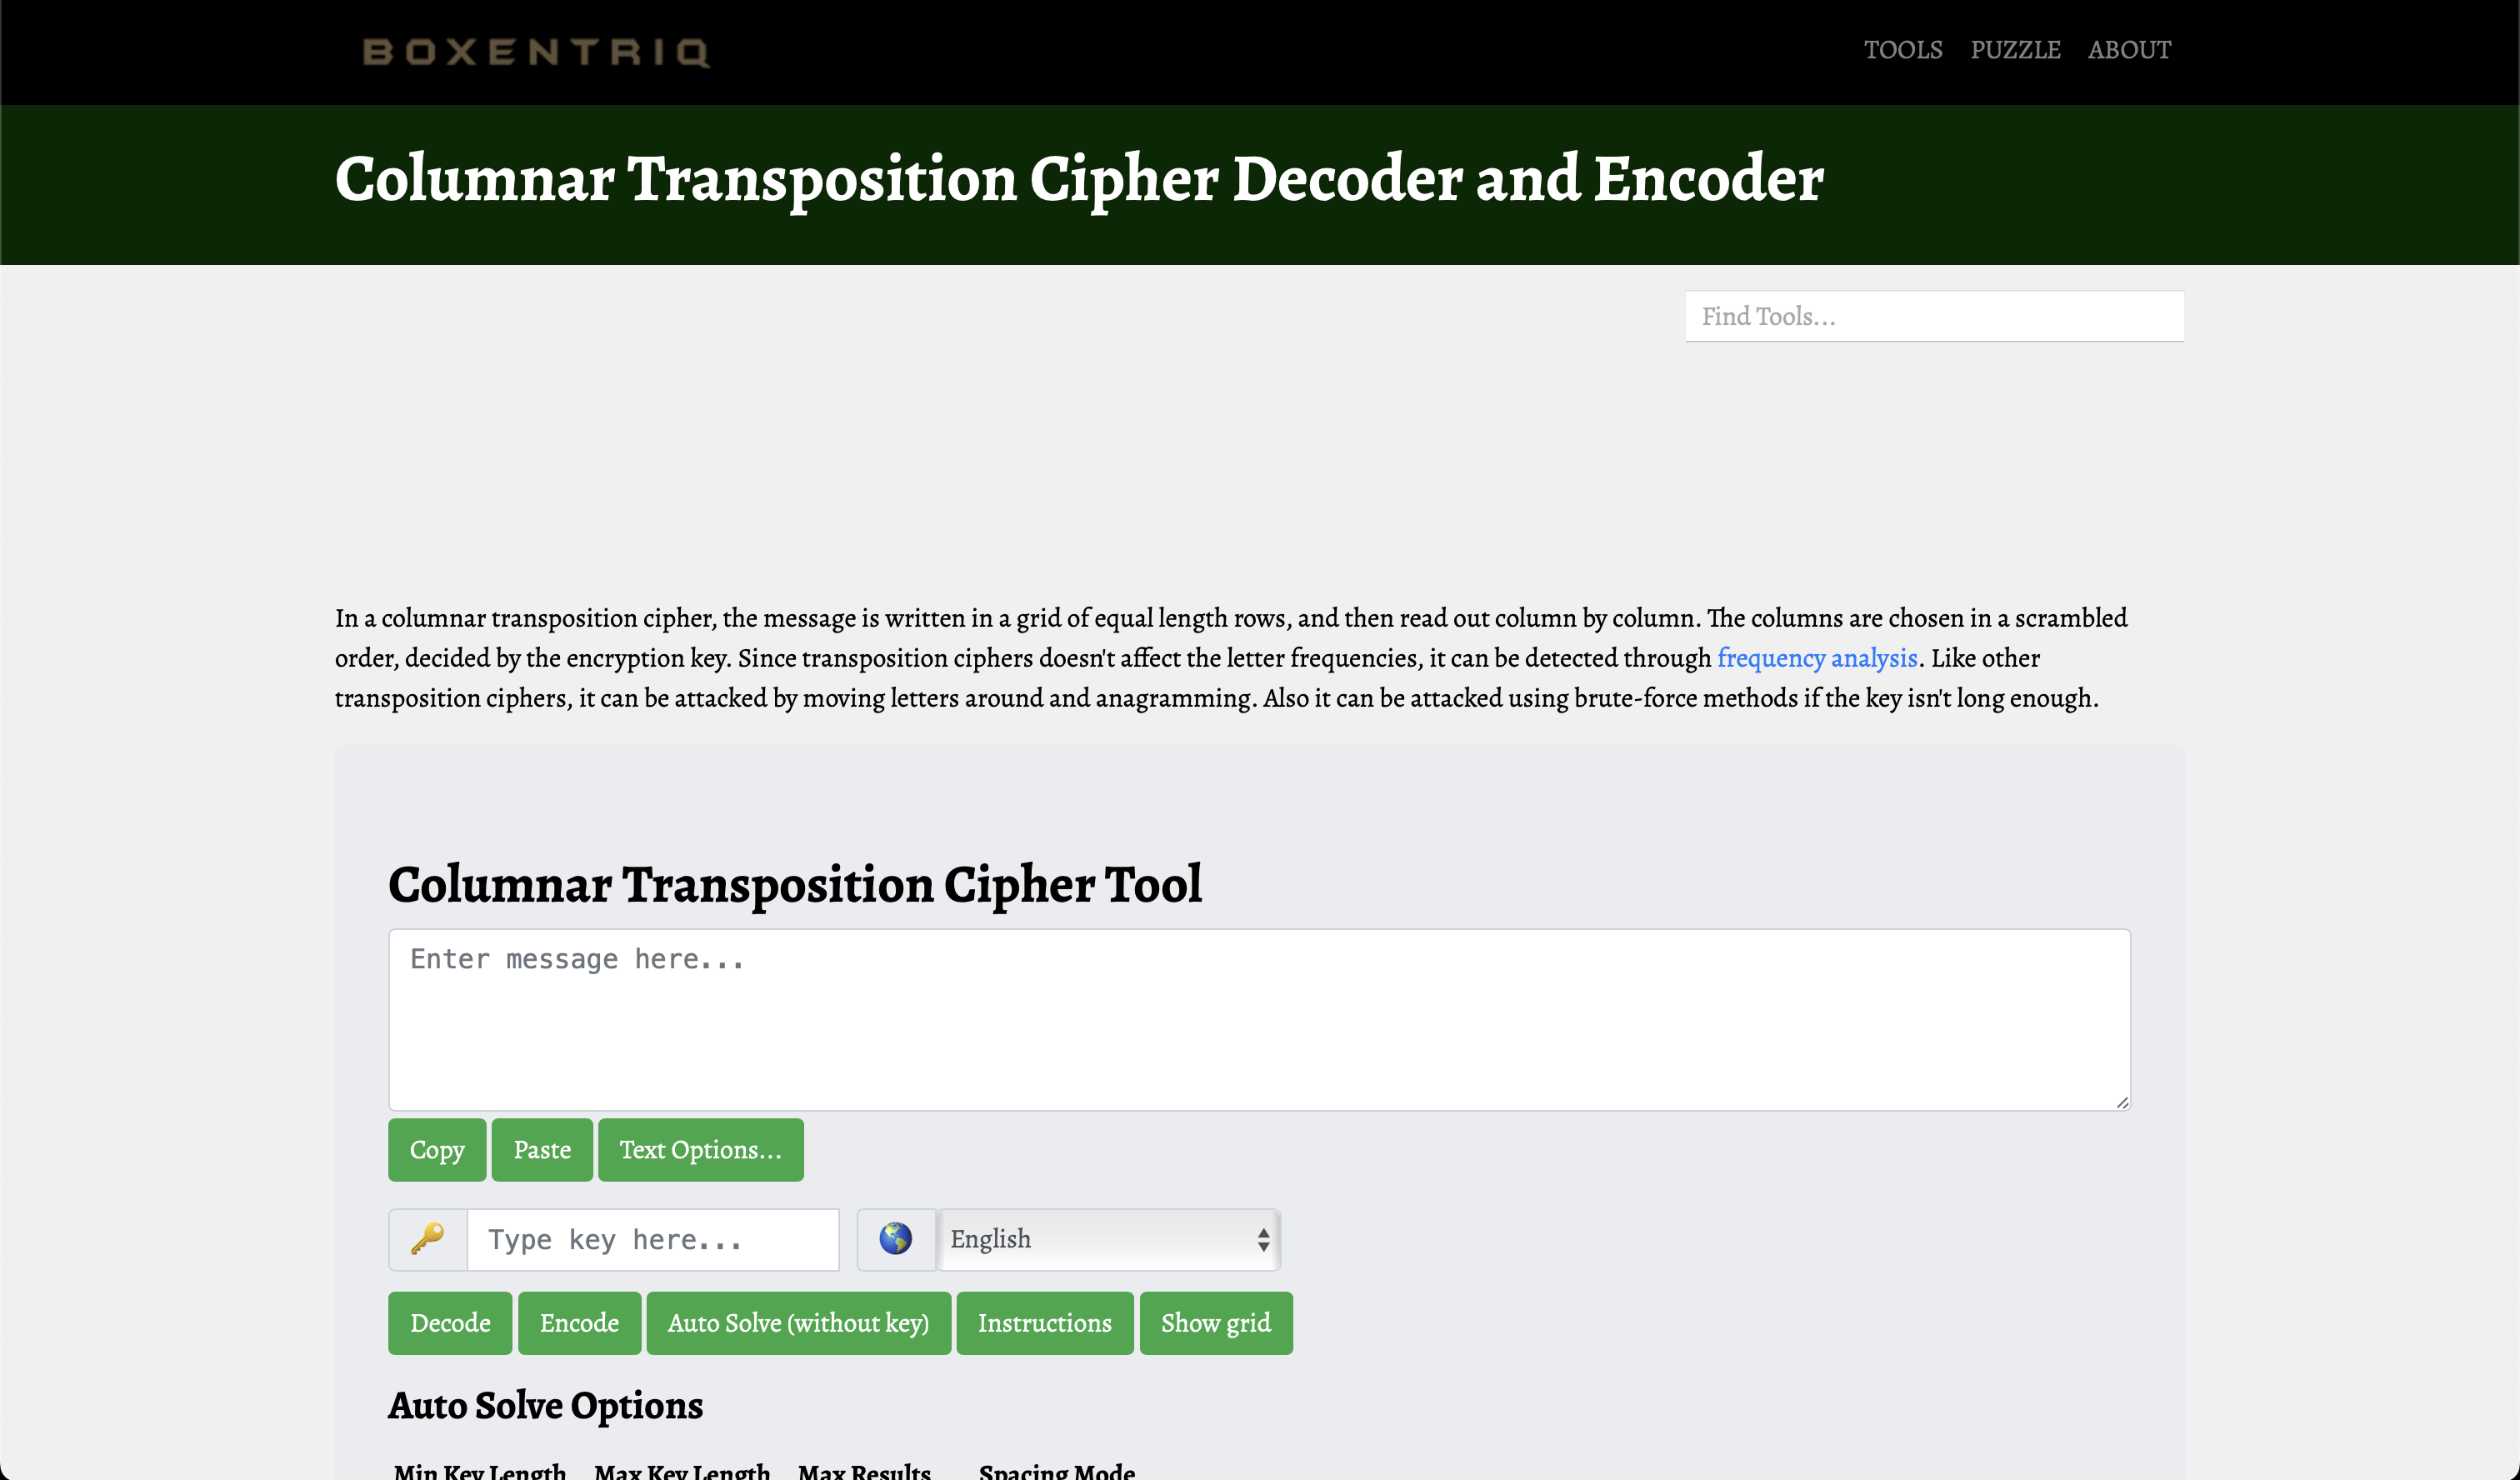 BOXENTRIQ
TOOLS PUZZLE ABOUT
Columnar Transposition Cipher Decoder and Encoder
Find Tools...
In a columnar transposition cipher, the message is written in a grid of equal length rows, and then read out column by column. The columns are chosen in a scrambled
order, decided by the encryption key. Since transposition ciphers doesn't affect the letter frequencies, it can be detected through frequency analysis. Like other
transposition ciphers, it can be attacked by moving letters around and anagramming. Also it can be attacked using brute-force methods if the key isn't long enough.
Columnar Transposition Cipher Tool
Enter message here...
Copy Paste Text Options...
Type key here... English
Decode Encode Auto Solve (without key) Instructions Show grid
Auto Solve Options
Min Key Length Max Key Length Max Results Spacing Mode